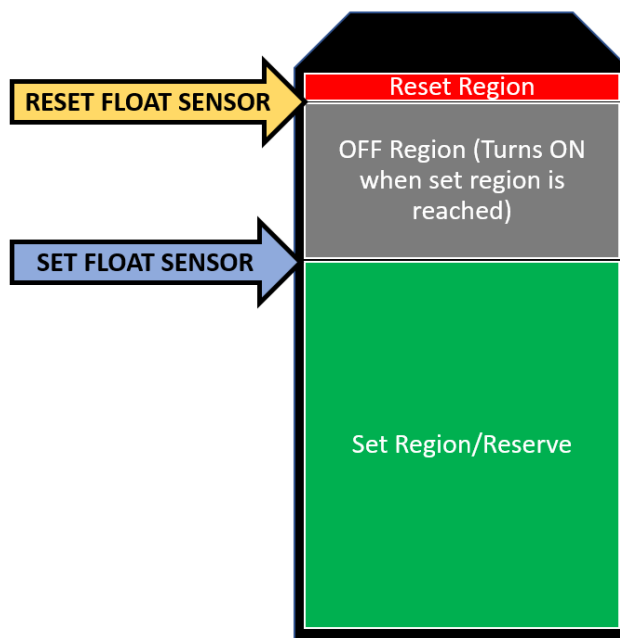 RESET FLOAT SENSOR
Reset Region
OFF Region (Turns ON
when set region is
reached)
SET FLOAT SENSOR
Set Region/Reserve